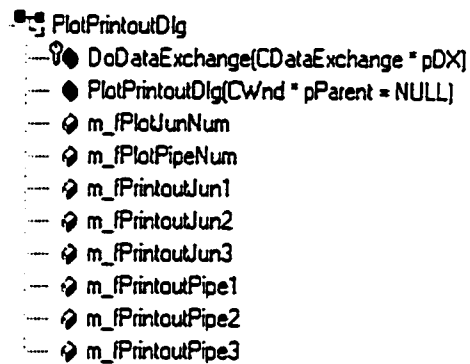 PlotPrintoutDlg
DoDataExchange(CDataExchange * pDX)
PlotPrintoutDlg(CWnd * pParent = NULL)
m_fPlotJunNum
m_fPlotPipeNum
m_fPrintoutJun1
m_fPrintoutJun2
m_fPrintoutJun3
m_fPrintoutPipe1
m_fPrintoutPipe2
m_fPrintoutPipe3